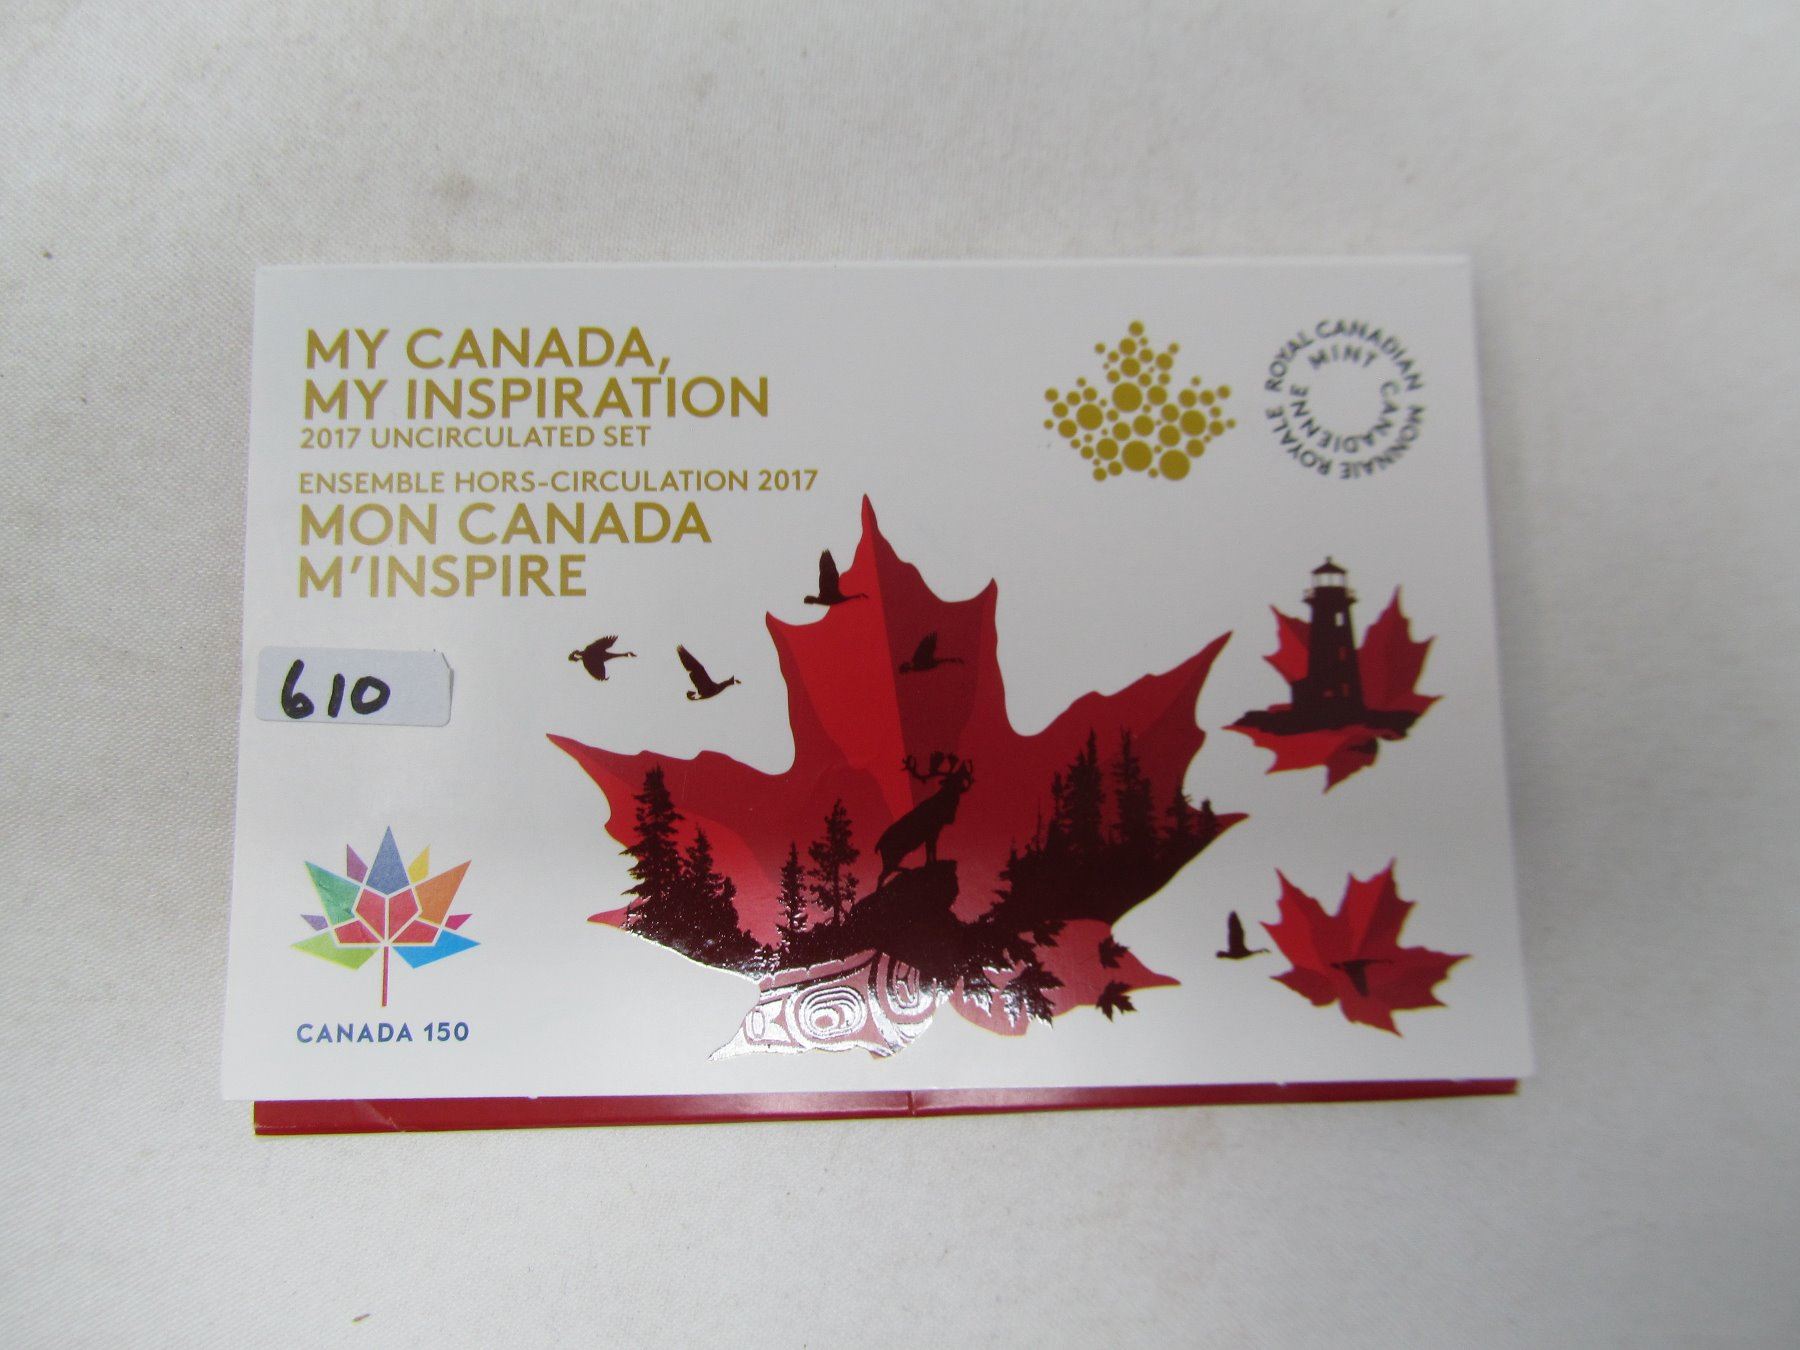 MY CANADA,
MY INSPIRATION
2017 UNCIRCULATED SET
ENSEMBLE HORS-CIRCULATION 2017
MON CANADA
M'INSPIRE
ROYAL CANADIAN MINT
MONNAIE ROYALE CANADIENNE
610
CANADA 150